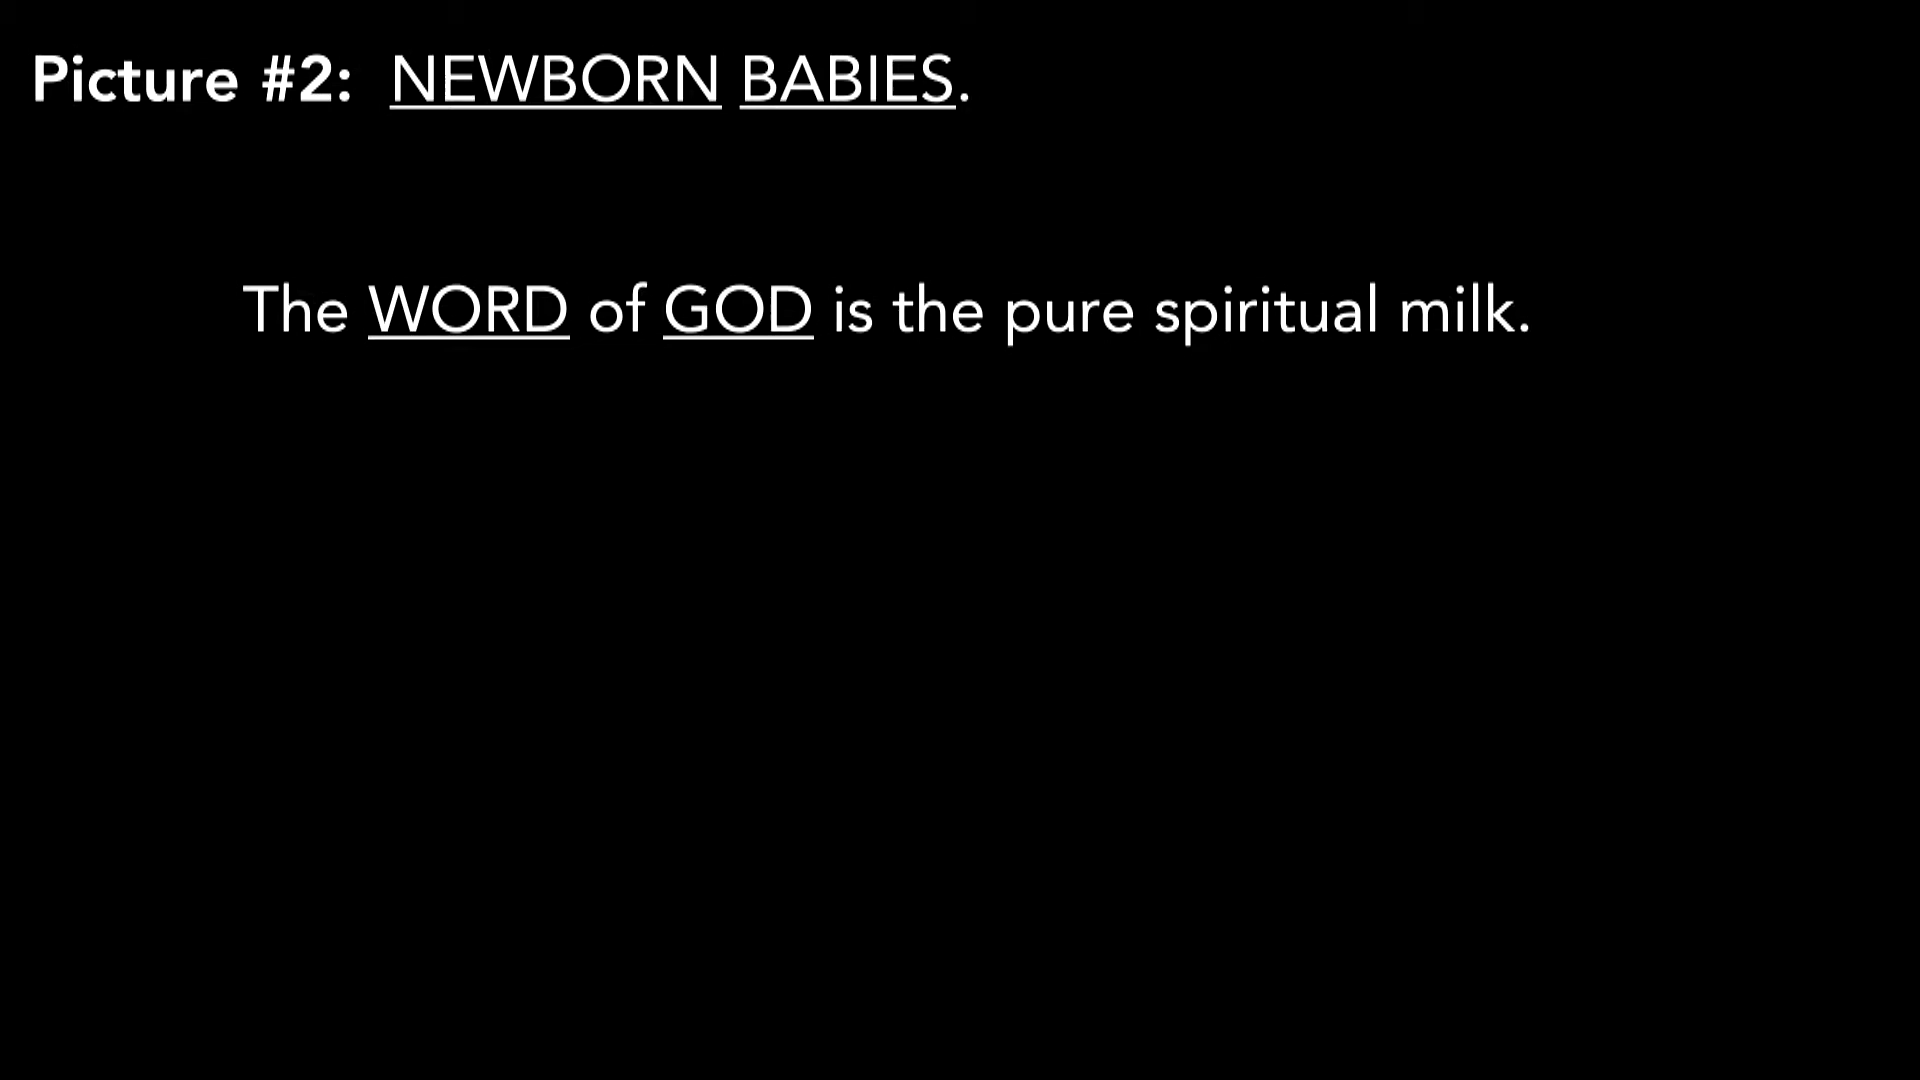 Picture #2: NEWBORN BABIES.
The WORD of GOD is the pure spiritual milk.